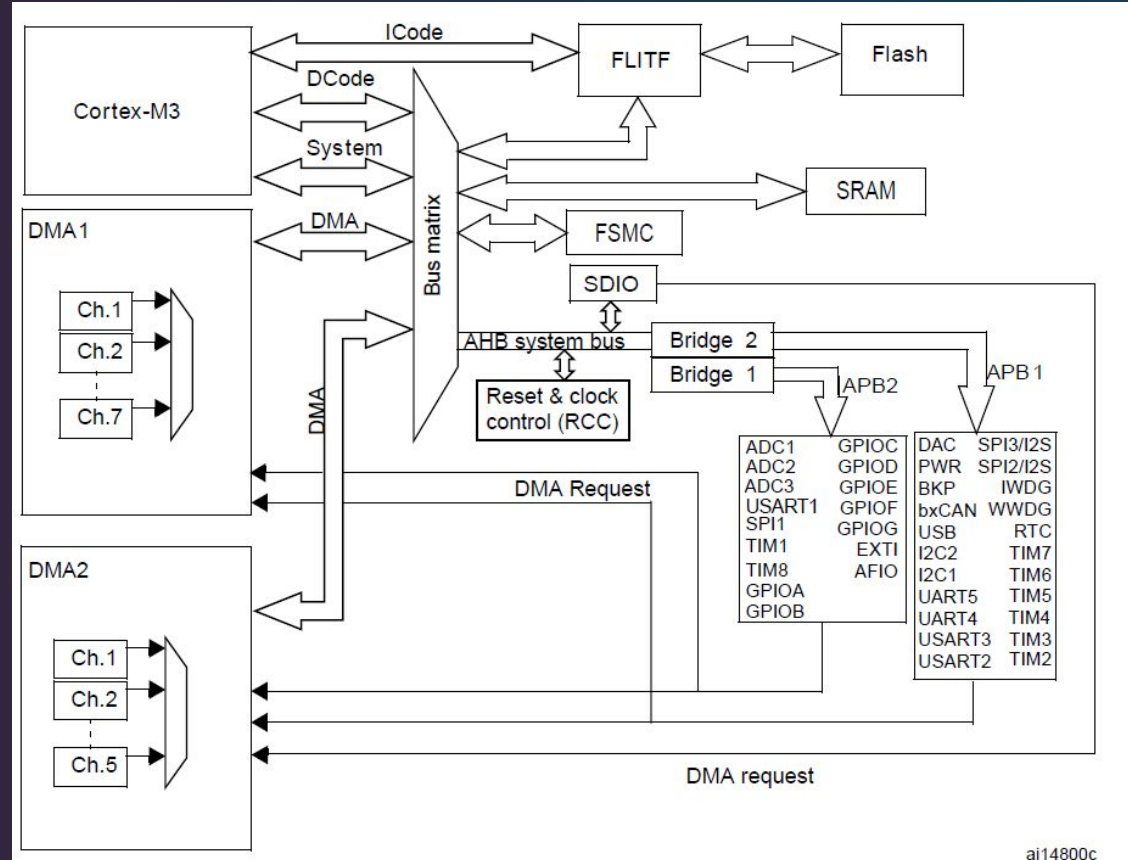 ICode
FLITF
Flash
Cortex-M3
DCode
System
SRAM
DMA1
DMA
FSMC
Bus matrix
SDIO
Ch.1
Ch.2
Ch.7
AHB system bus
Bridge 2
Bridge 1
APB2
APB1
Reset & clock
control (RCC)
DMA
DMA Request
ADC1 GPIOC
ADC2 GPIOD
ADC3 GPIOE
USART1 GPIOF
SPI1 GPIOG
TIM1 EXTI
TIM8 AFIO
GPIOA
GPIOB
DAC SPI3/I2S
PWR SPI2/I2S
BKP IWDG
bxCAN WWDG
USB RTC
I2C2 TIM7
I2C1 TIM6
UART5 TIM5
UART4 TIM4
USART3 TIM3
USART2 TIM2
DMA2
Ch.1
Ch.2
Ch.5
DMA request
ai14800c